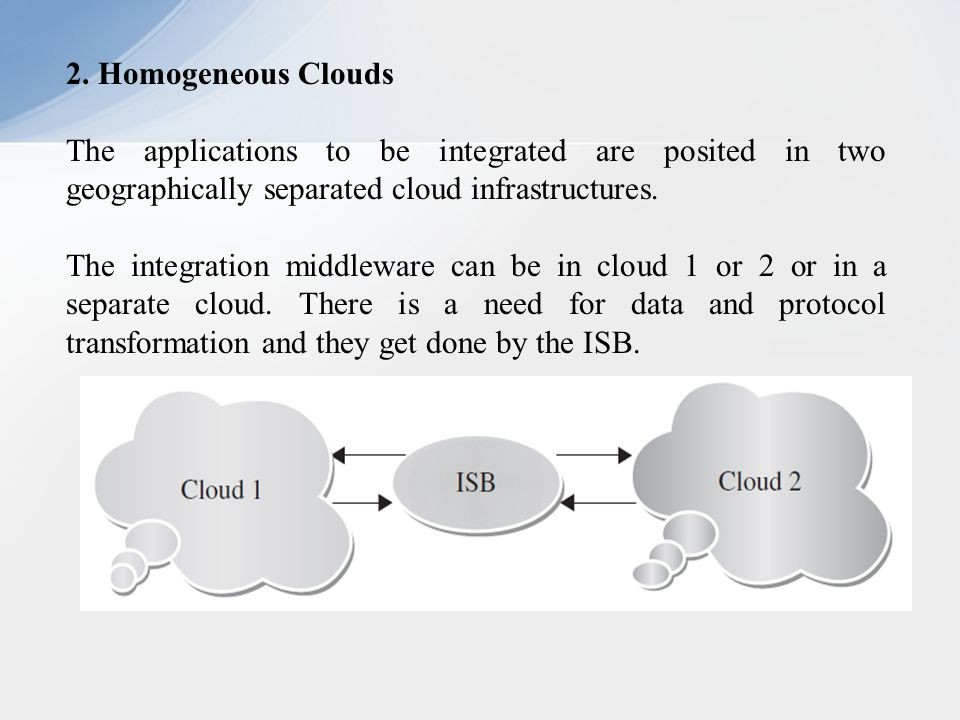 2. Homogeneous Clouds
The applications to be integrated are posited in two
geographically separated cloud infrastructures.
The integration middleware can be in cloud 1 or 2 or in a
separate cloud. There is a need for data and protocol
transformation and they get done by the ISB.
Cloud 1
ISB
Cloud 2